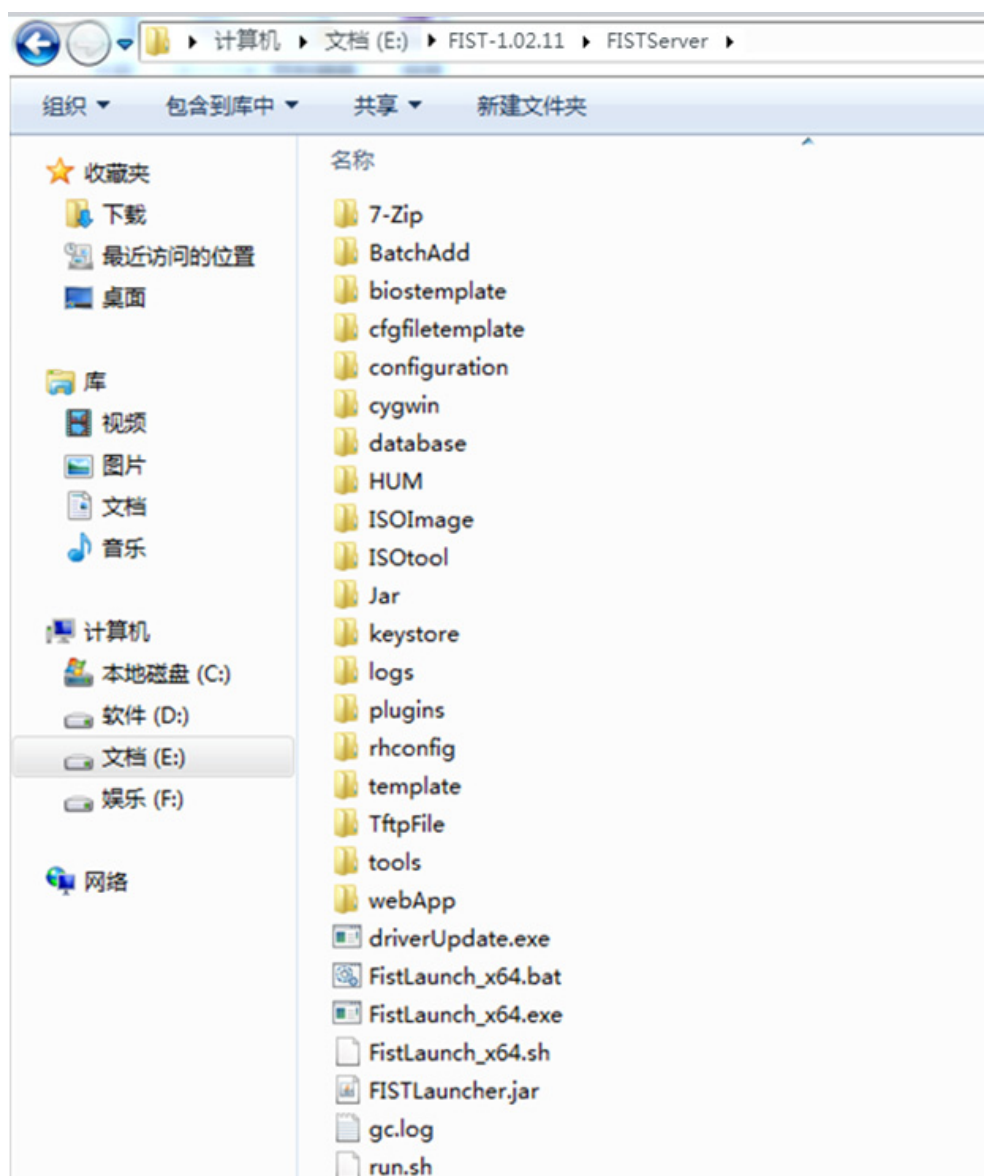 计算机 文档 (E:) FIST-1.02.11 FISTServer
组织 包含到库中 共享 新建文件夹
收藏夹
下载
最近访问的位置
桌面
库
视频
图片
文档
音乐
计算机
本地磁盘 (C:)
软件 (D:)
文档 (E:)
娱乐 (F:)
网络
名称
7-Zip
BatchAdd
biostemplate
cfgfiletemplate
configuration
cygwin
database
HUM
ISOImage
ISOtool
Jar
keystore
logs
plugins
rhconfig
template
TftpFile
tools
webApp
driverUpdate.exe
FistLaunch_x64.bat
FistLaunch_x64.exe
FistLaunch_x64.sh
FISTLauncher.jar
gc.log
run.sh